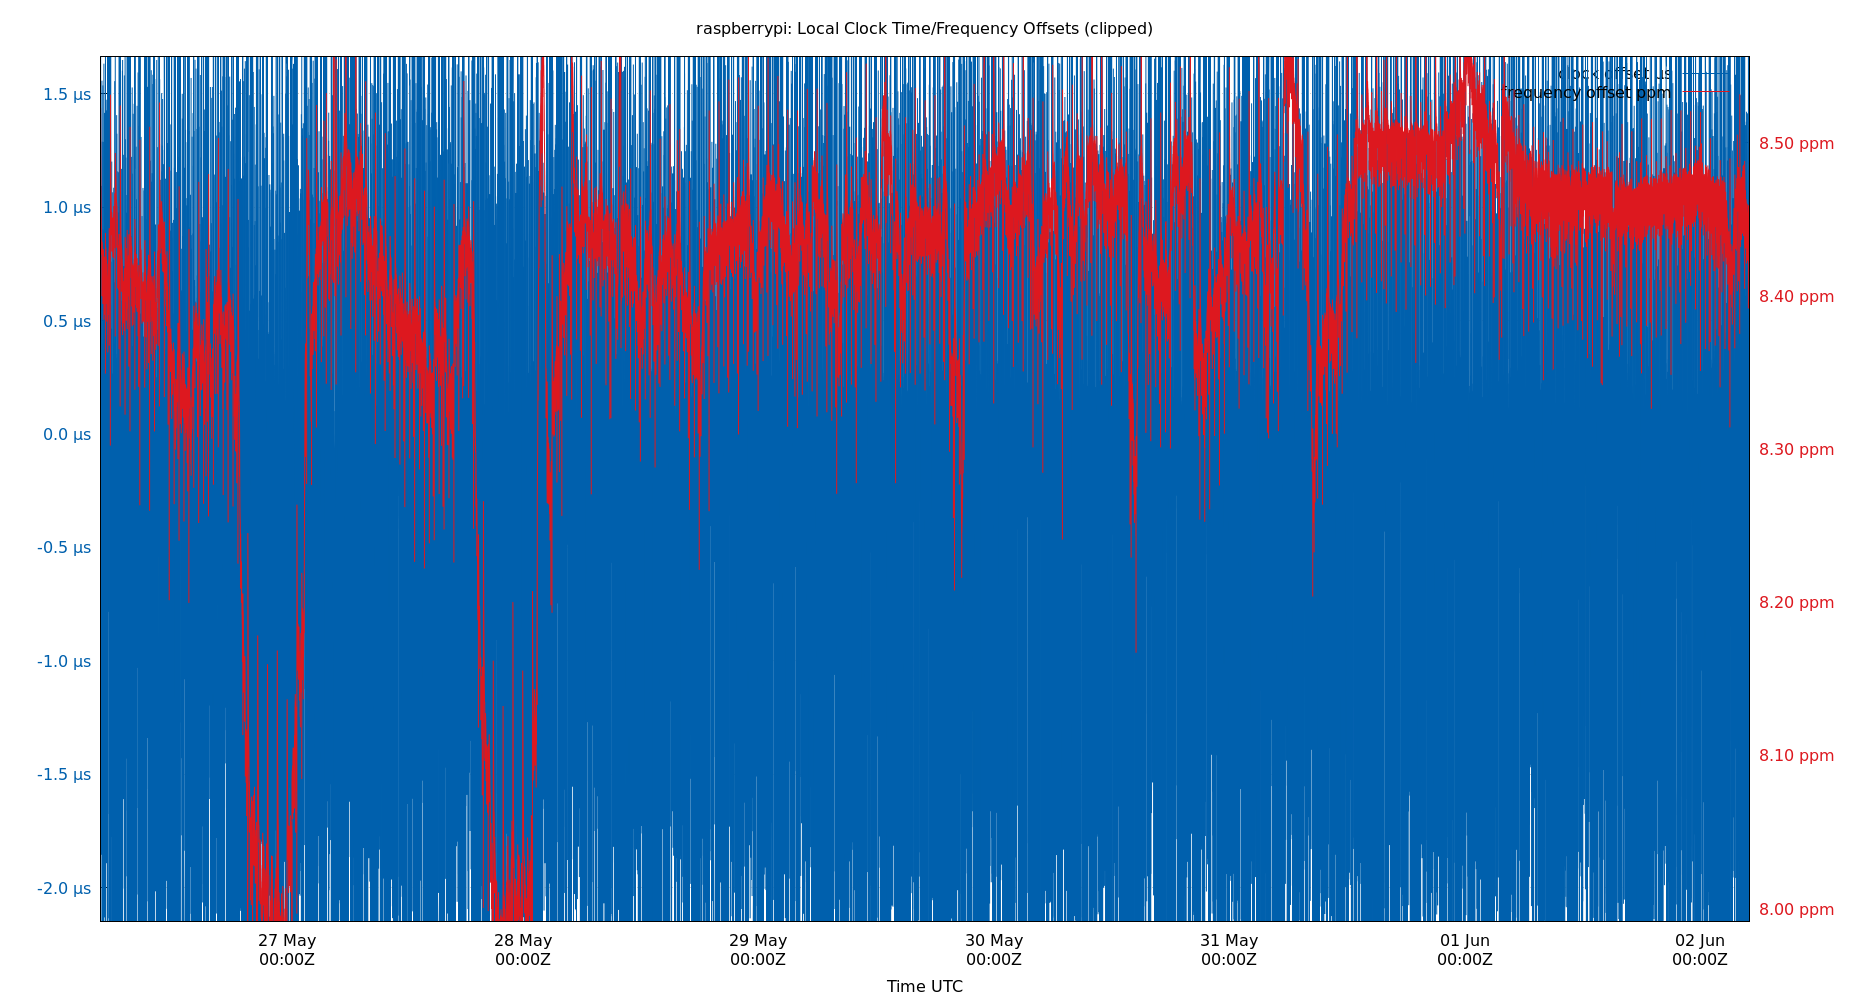 raspberrypi: Local Clock Time/Frequency Offsets (clipped)
clock offset µs
frequency offset ppm
1.5 µs
1.0 µs
0.5 µs
0.0 µs
-0.5 µs
-1.0 µs
-1.5 µs
-2.0 µs
8.50 ppm
8.40 ppm
8.30 ppm
8.20 ppm
8.10 ppm
8.00 ppm
27 May
00:00Z
28 May
00:00Z
29 May
00:00Z
30 May
00:00Z
31 May
00:00Z
01 Jun
00:00Z
02 Jun
00:00Z
Time UTC